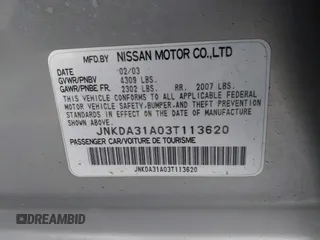 MFD.BY NISSAN MOTOR CO.,LTD
DATE 02/03
GVWR/PNBV 4309 LBS.
GAWR/PNBE FR. 2302 LBS. RR. 2007 LBS.
THIS VEHICLE CONFORMS TO ALL APPLICABLE
FEDERAL MOTOR VEHICLE
SAFETY,BUMPER,AND THEFT PREVENTION
STANDARDS IN EFFECT ON THE DATE OF
MANUFACTURE SHOWN ABOVE.
JNKDA31A03T113620
PASSENGER CAR/VOITURE DE TOURISME
JNKDA31A03T113620
DREAMBID